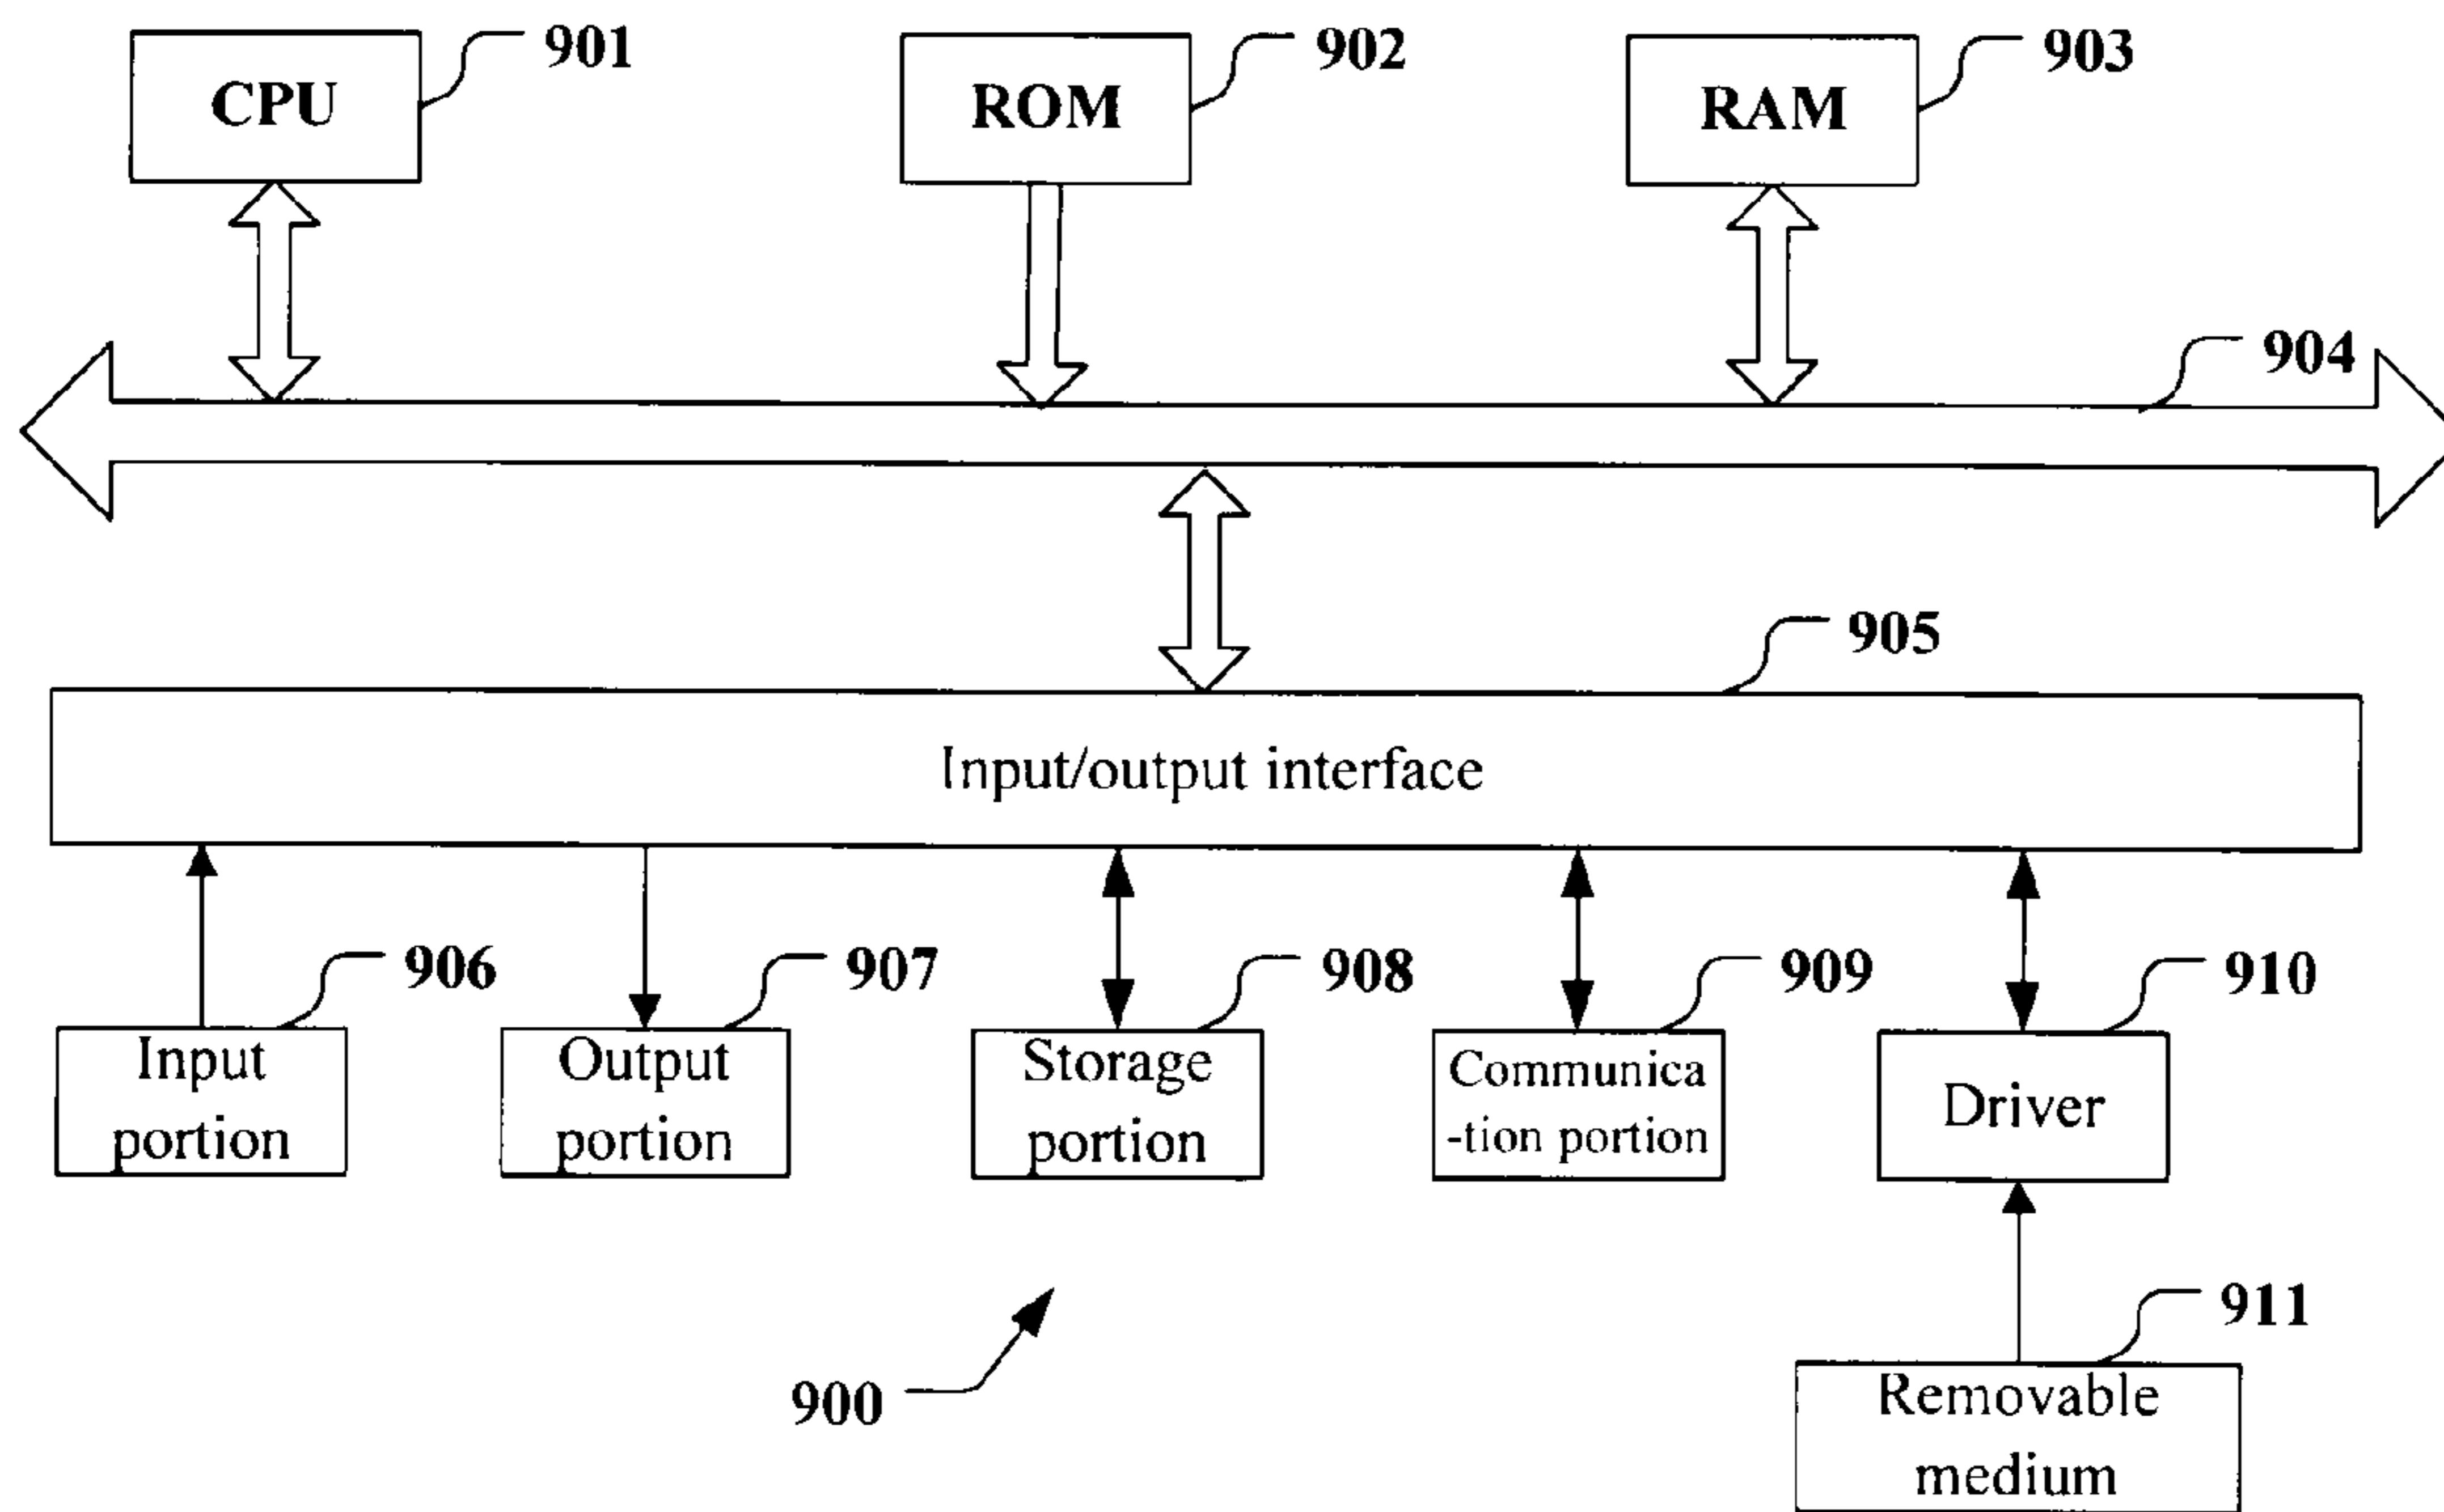 901
CPU
902
ROM
903
RAM
904
905
Input/output interface
906
Input
portion
907
Output
portion
908
Storage
portion
909
Communica
-tion portion
910
Driver
911
Removable
medium
900